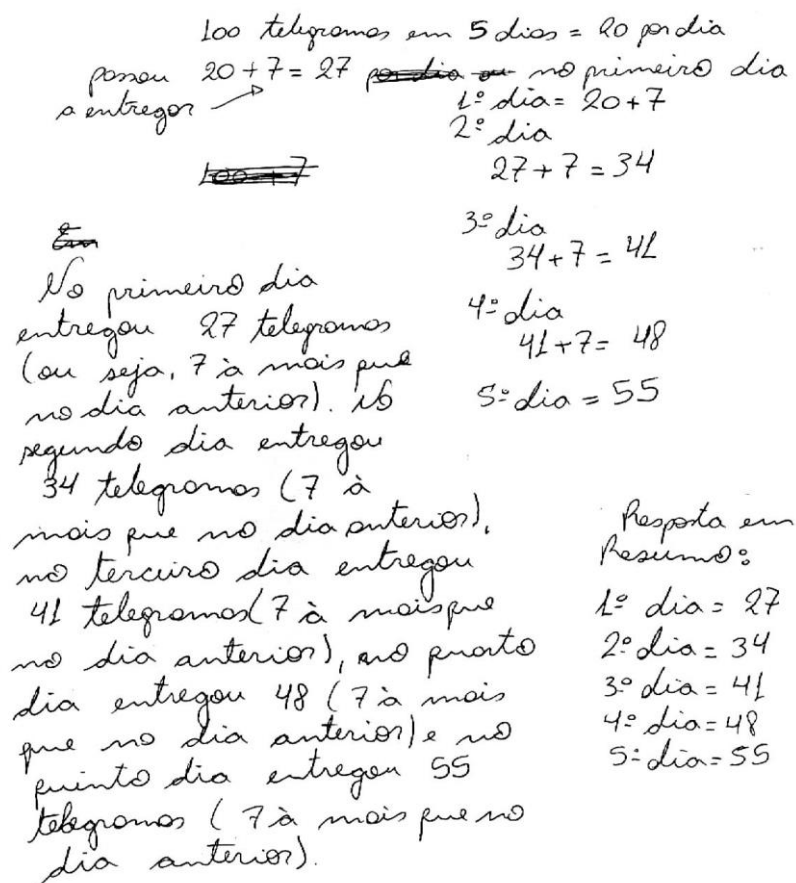 100 telegramas em 5 dias = 20 por dia
passou 20 + 7 = 27 por dia ou no primeiro dia
a entregar
1º dia = 20 + 7
2º dia
27 + 7 = 34
100 + 7
3º dia
34 + 7 = 41
4º dia
41 + 7 = 48
5º dia = 55
Em
No primeiro dia
entregou 27 telegramas
(ou seja, 7 à mais que
no dia anterior). No
segundo dia entregou
34 telegramas (7 à
mais que no dia anterior),
no terceiro dia entregou
41 telegramas (7 à mais que
no dia anterior), no quarto
dia entregou 48 (7 à mais
que no dia anterior) e no
quinto dia entregou 55
telegramas (7 à mais que no
dia anterior).
Resposta em
Resumo:
1º dia = 27
2º dia = 34
3º dia = 41
4º dia = 48
5º dia = 55